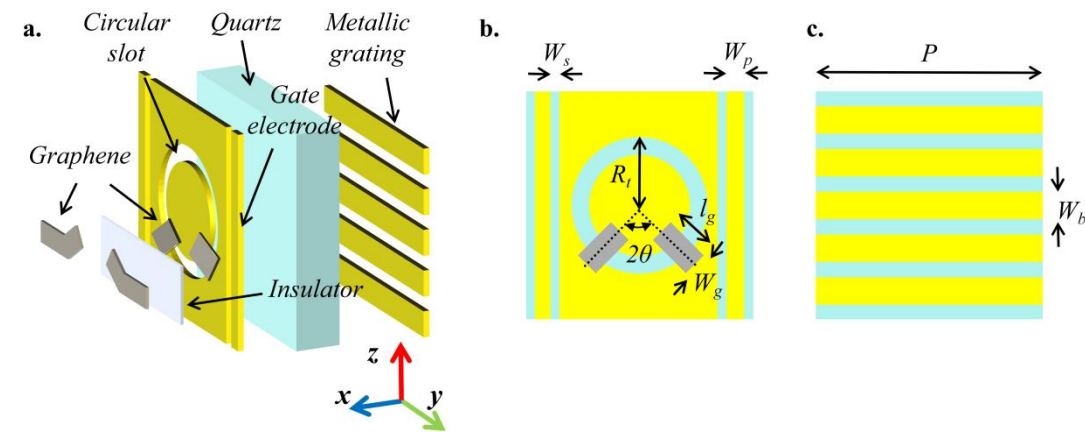 a.
Circular
slot
Quartz
Metallic
grating
Gate
electrode
Graphene
Insulator
z
x
y
b.
W_s
W_p
R_t
l_g
2θ
W_g
c.
P
W_b